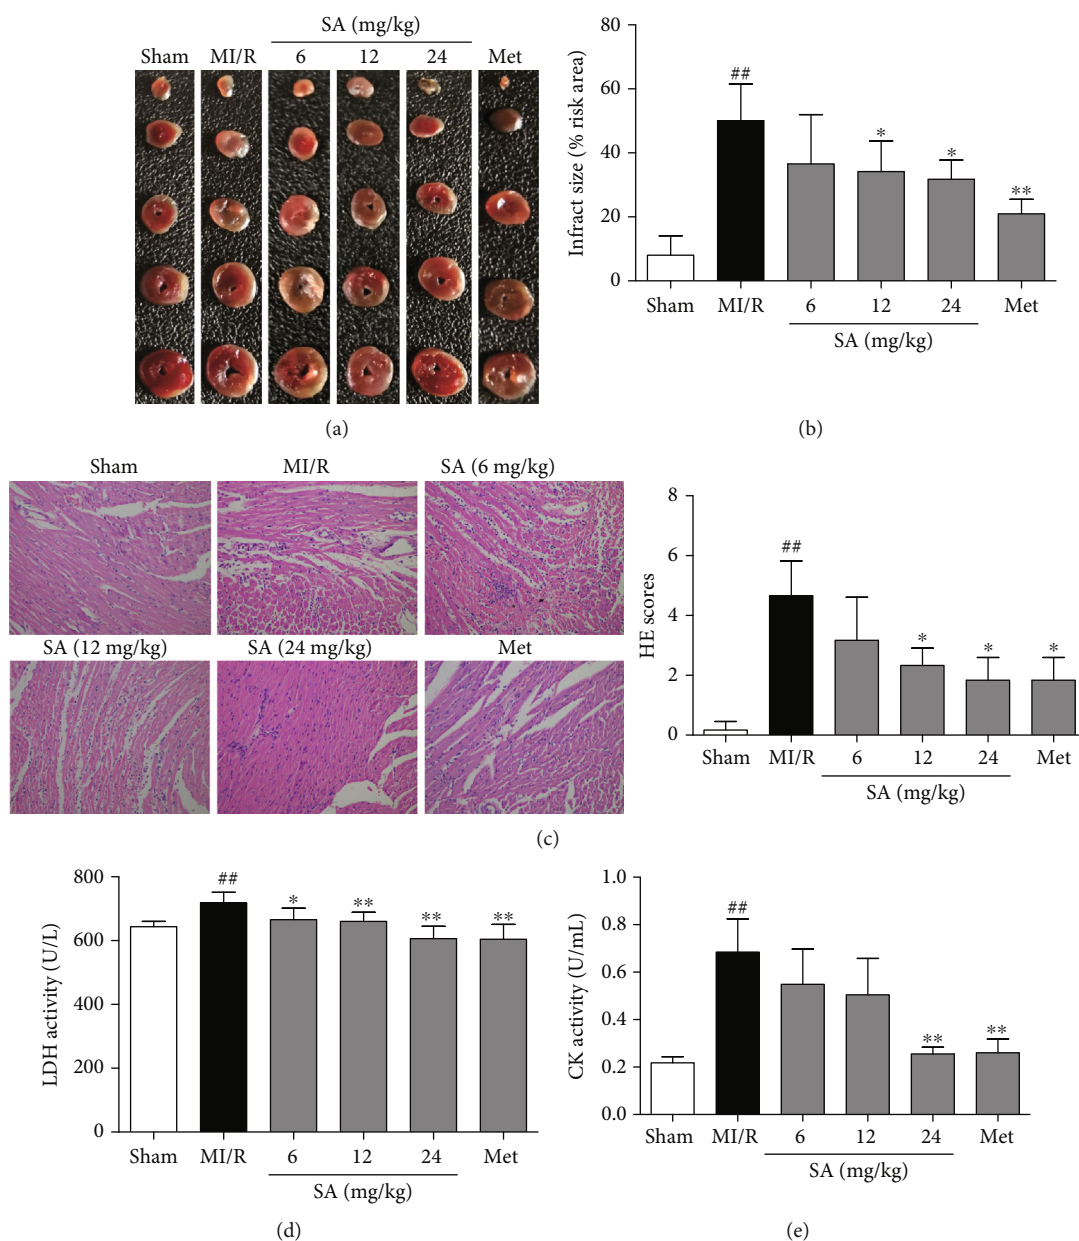 SA (mg/kg)
Sham MI/R 6 12 24 Met
(a)
80
60
40
20
0
Infract size (% risk area)
##
*
*
**
Sham MI/R 6 12 24 Met
SA (mg/kg)
(b)
Sham MI/R SA (6 mg/kg)
SA (12 mg/kg) SA (24 mg/kg) Met
8
6
4
2
0
HE scores
##
*
*
*
Sham MI/R 6 12 24 Met
SA (mg/kg)
(c)
800
600
400
200
0
LDH activity (U/L)
##
*
**
**
**
Sham MI/R 6 12 24 Met
SA (mg/kg)
(d)
1.0
0.8
0.6
0.4
0.2
0.0
CK activity (U/mL)
##
**
**
Sham MI/R 6 12 24 Met
SA (mg/kg)
(e)